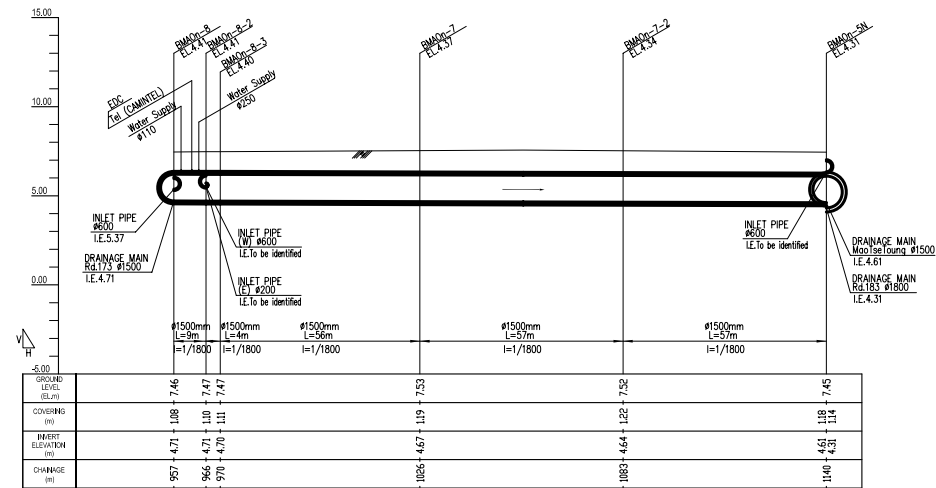 15.00
10.00
5.00
0.00
-5.00
V
H
BMAOn-8
EL.4.41
BMAOn-8-2
EL.4.41
BMAOn-8-3
EL.4.40
BMAOn-7
EL.4.37
BMAOn-7-2
EL.4.34
BMAOn-5N
EL.4.31
EDC
Tel (CAMINTEL)
Water Supply
ø110
Water Supply
ø250
INLET PIPE
ø600
I.E.5.37
DRAINAGE MAIN
Rd.173 ø1500
I.E.4.71
INLET PIPE
(W) ø600
I.E.To be identified
INLET PIPE
(E) ø200
I.E.To be identified
INLET PIPE
ø600
I.E.To be identified
DRAINAGE MAIN
MaoTseToung ø1500
I.E.4.61
DRAINAGE MAIN
Rd.183 ø1800
I.E.4.31
ø1500mm ø1500mm ø1500mm ø1500mm ø1500mm
L=9m L=4m L=56m L=57m L=57m
I=1/1800 I=1/1800 I=1/1800 I=1/1800 I=1/1800
GROUND
LEVEL
(EL.m)
7.46 7.47 7.47 7.53 7.52 7.45
COVERING
(m)
1.08 1.10 1.11 1.19 1.22 1.18 1.14
INVERT
ELEVATION
(m)
4.71 4.71 4.70 4.67 4.64 4.61 4.31
CHAINAGE
(m)
957 966 970 1026 1083 1140